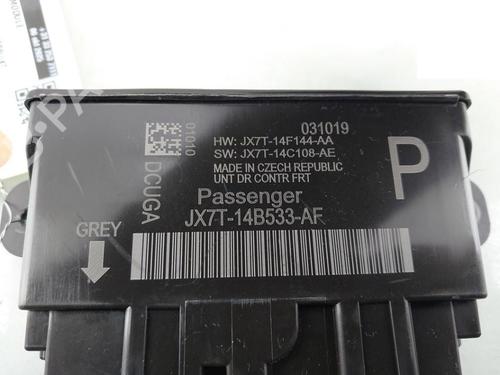 031019
HW: JX7T-14F144-AA
SW: JX7T-14C108-AE
MADE IN CZECH REPUBLIC
UNT DR CONTR FRT
01010
DCUGA
P
Passenger
JX7T-14B533-AF
GREY